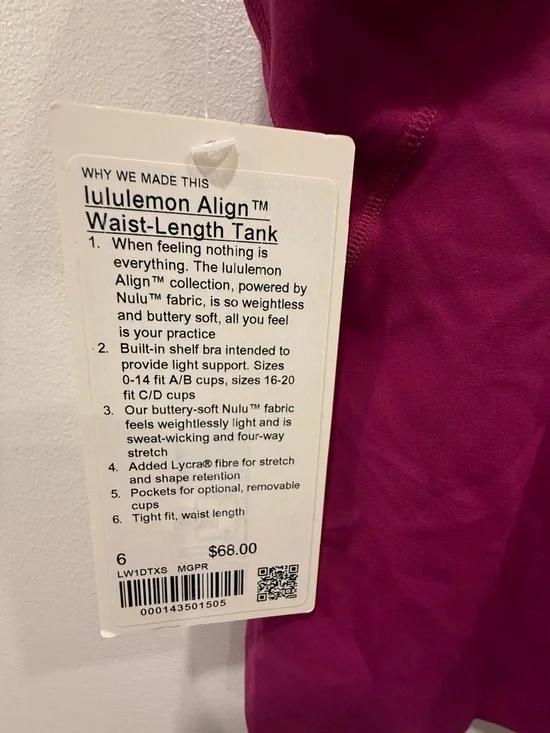 WHY WE MADE THIS
lululemon Align™
Waist-Length Tank
1. When feeling nothing is
everything. The lululemon
Align™ collection, powered by
Nulu™ fabric, is so weightless
and buttery soft, all you feel
is your practice
2. Built-in shelf bra intended to
provide light support. Sizes
0-14 fit A/B cups, sizes 16-20
fit C/D cups
3. Our buttery-soft Nulu™ fabric
feels weightlessly light and is
sweat-wicking and four-way
stretch
4. Added Lycra® fibre for stretch
and shape retention
5. Pockets for optional, removable
cups
6. Tight fit, waist length
6 $68.00
LW1DTXS MGPR
000143501505